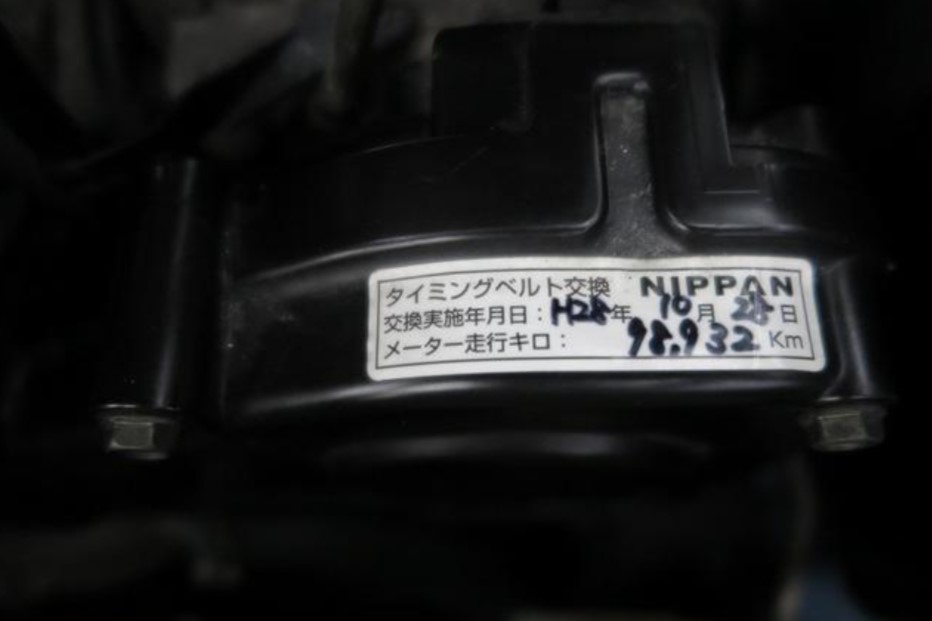 タイミングベルト交換 NIPPAN
交換実施年月日:H28年 10月 28日
メーター走行キロ: 98.932 Km